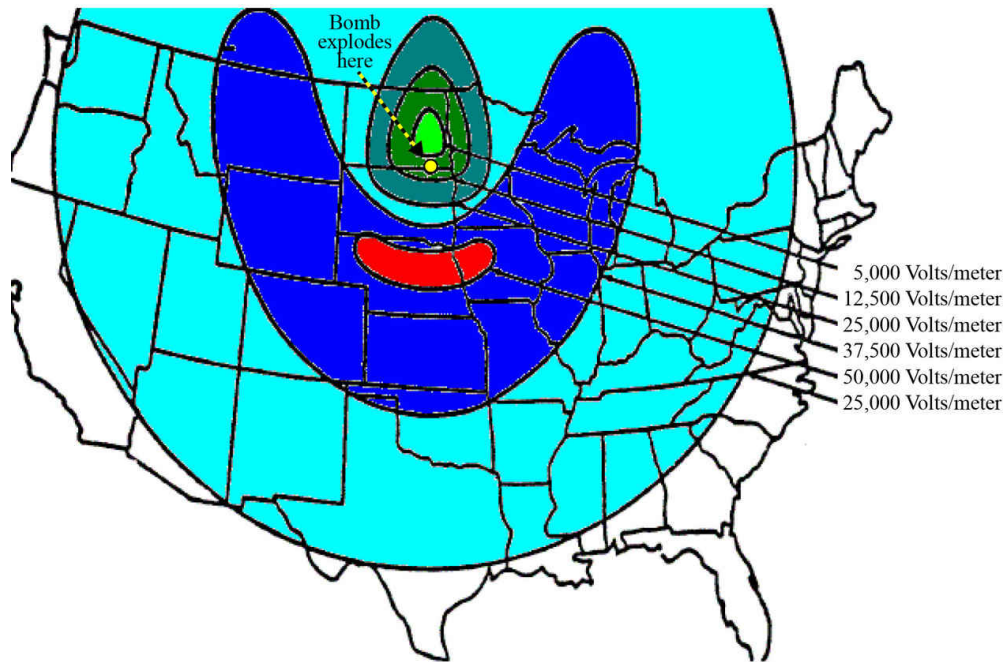 Bomb
explodes
here
5,000 Volts/meter
12,500 Volts/meter
25,000 Volts/meter
37,500 Volts/meter
50,000 Volts/meter
25,000 Volts/meter